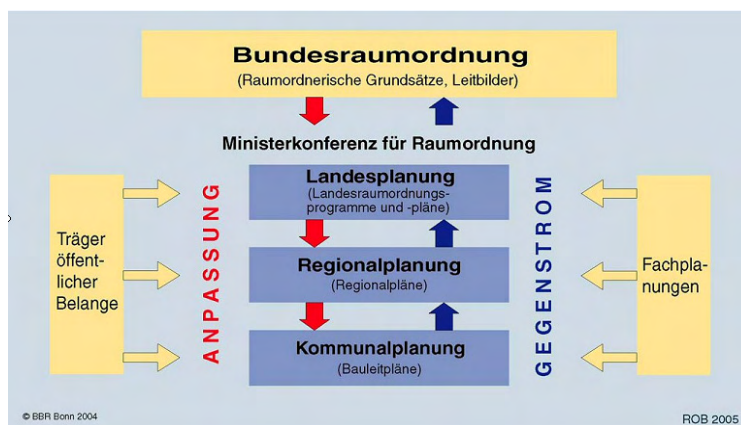 Bundesraumordnung
(Raumordnerische Grundsätze, Leitbilder)
Ministerkonferenz für Raumordnung
Landesplanung
(Landesraumordnungs-
programme und -pläne)
Regionalplanung
(Regionalpläne)
Kommunalplanung
(Bauleitpläne)
Träger
öffent-
licher
Belange
ANPASSUNG
GEGENSTROM
Fachpla-
nungen
© BBR Bonn 2004
ROB 2005